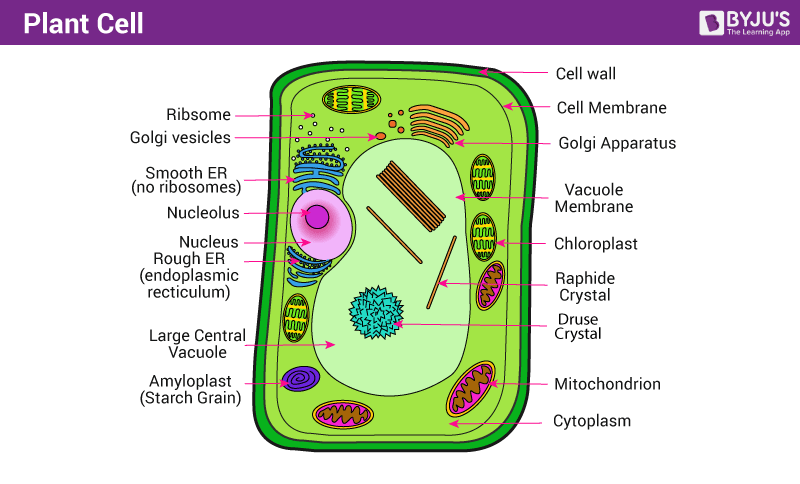 Plant Cell
BYJU'S
The Learning App
Ribsome
Golgi vesicles
Smooth ER
(no ribosomes)
Nucleolus
Nucleus
Rough ER
(endoplasmic
recticulum)
Large Central
Vacuole
Amyloplast
(Starch Grain)
Cell wall
Cell Membrane
Golgi Apparatus
Vacuole
Membrane
Chloroplast
Raphide
Crystal
Druse
Crystal
Mitochondrion
Cytoplasm